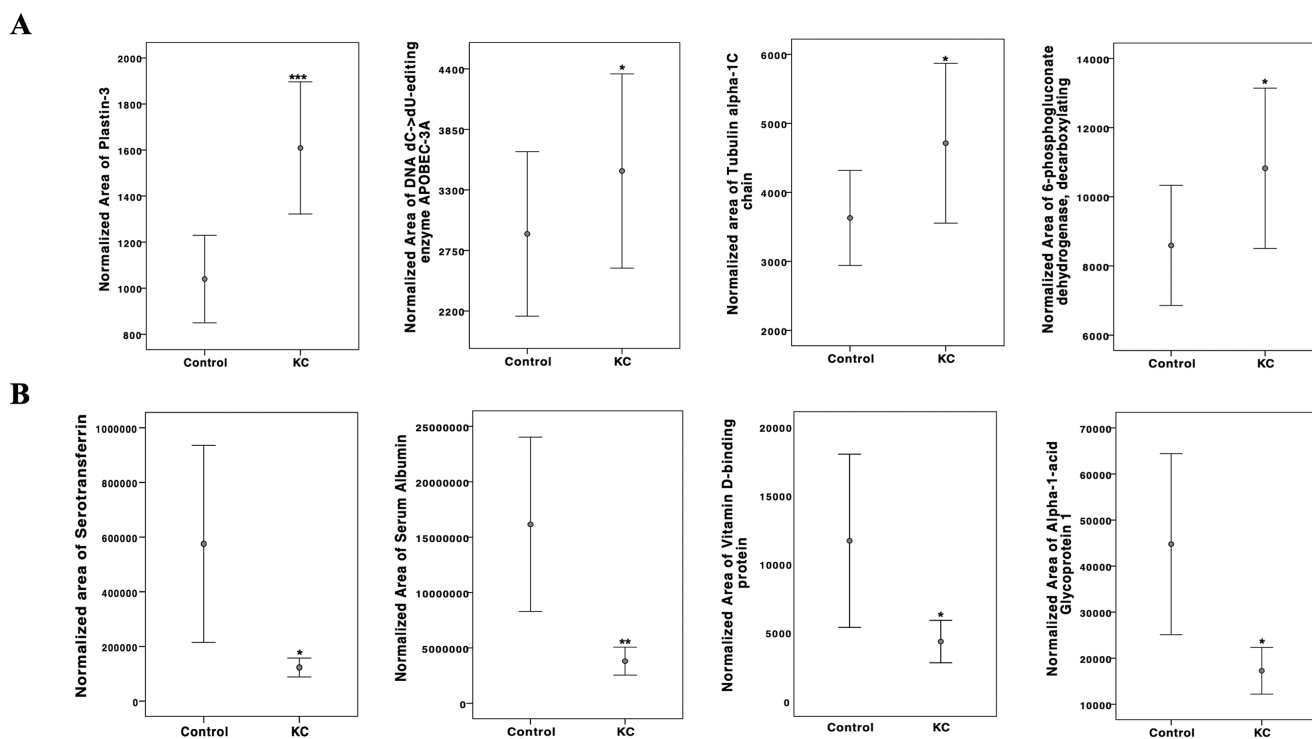 A
Normalized Area of Plastin-3
2000
1800
1600
1400
1200
1000
800
***
Control
KC
Normalized Area of DNA dC->dU-editing
enzyme APOBEC-3A
4400
3850
3300
2750
2200
*
Control
KC
Normalized area of Tubulin alpha-1C
chain
6000
5000
4000
3000
2000
*
Control
KC
Normalized Area of 6-phosphogluconate
dehydrogenase, decarboxylating
14000
12000
10000
8000
6000
*
Control
KC
B
Normalized area of Serotransferrin
1000000
800000
600000
400000
200000
0
*
Control
KC
Normalized Area of Serum Albumin
25000000
20000000
15000000
10000000
5000000
0
**
Control
KC
Normalized Area of Vitamin D-binding
protein
20000
15000
10000
5000
0
*
Control
KC
Normalized Area of Alpha-1-acid
Glycoprotein 1
70000
60000
50000
40000
30000
20000
10000
*
Control
KC